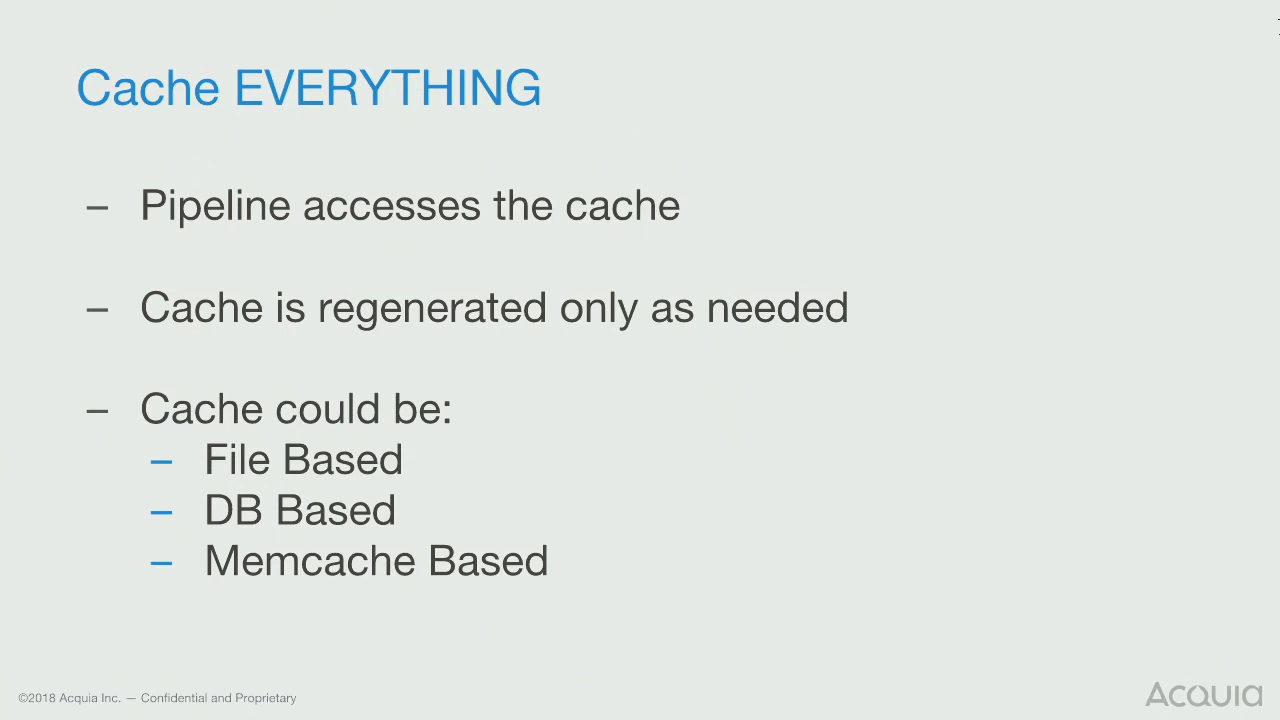 Cache EVERYTHING
– Pipeline accesses the cache
– Cache is regenerated only as needed
– Cache could be:
– File Based
– DB Based
– Memcache Based
©2018 Acquia Inc. — Confidential and Proprietary
Acquia